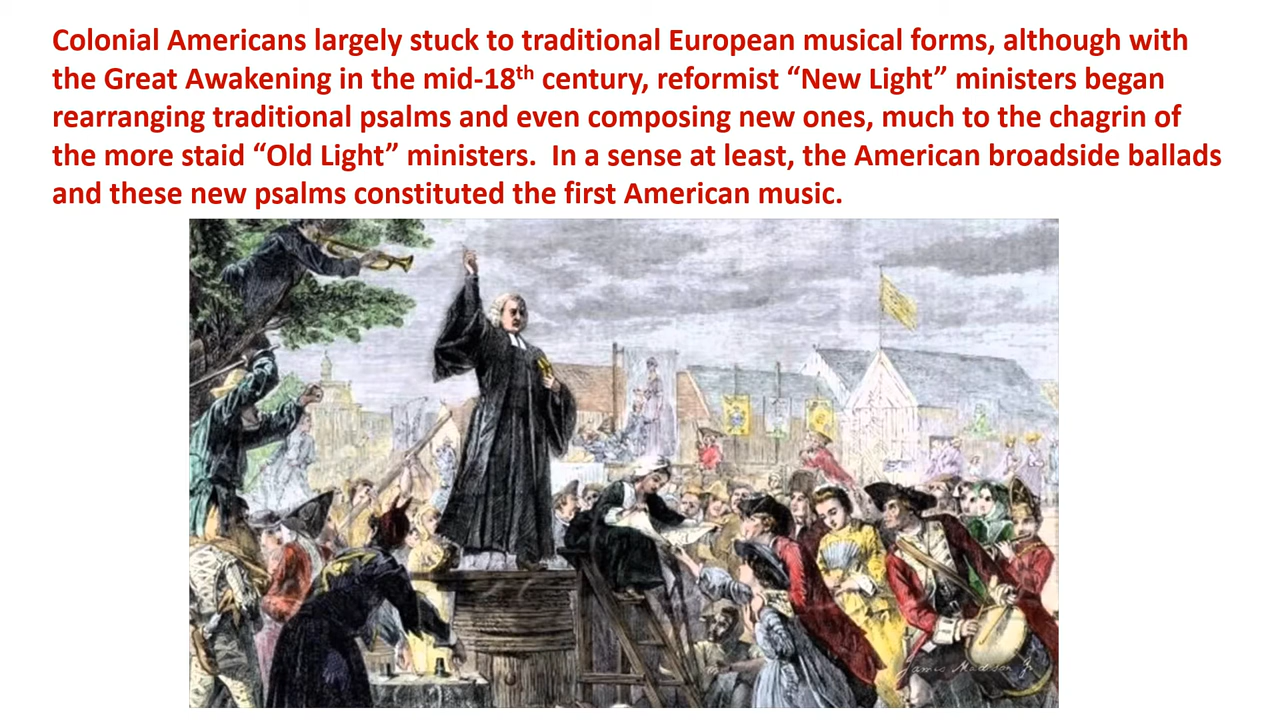 Colonial Americans largely stuck to traditional European musical forms, although with
the Great Awakening in the mid-18th century, reformist “New Light” ministers began
rearranging traditional psalms and even composing new ones, much to the chagrin of
the more staid “Old Light” ministers.  In a sense at least, the American broadside ballads
and these new psalms constituted the first American music.
James Madison